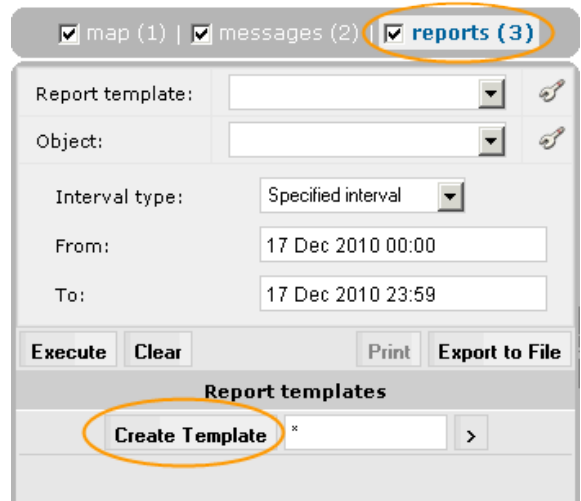 map (1) | messages (2) | reports (3)
Report template:
Object:
Interval type: Specified interval
From: 17 Dec 2010 00:00
To: 17 Dec 2010 23:59
Execute Clear Print Export to File
Report templates
Create Template * >